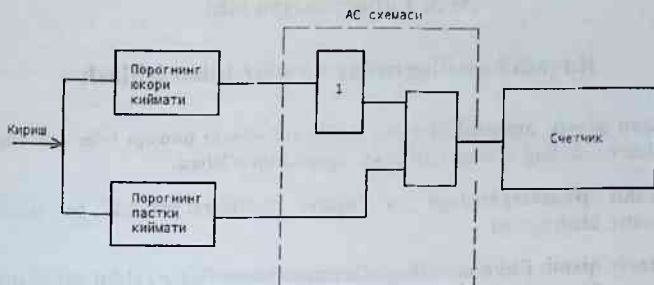 АС схемаси
Порогнинг
юкори
киймати
1
Кириш
Счетчик
Порогнинг
пастки
киймати